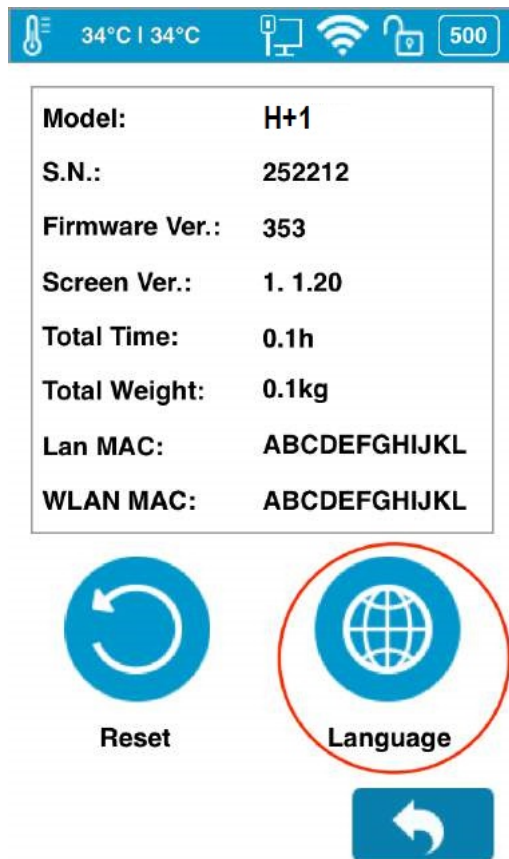 34°C I 34°C 500
Model: H+1
S.N.: 252212
Firmware Ver.: 353
Screen Ver.: 1. 1.20
Total Time: 0.1h
Total Weight: 0.1kg
Lan MAC: ABCDEFGHIJKL
WLAN MAC: ABCDEFGHIJKL
Reset Language